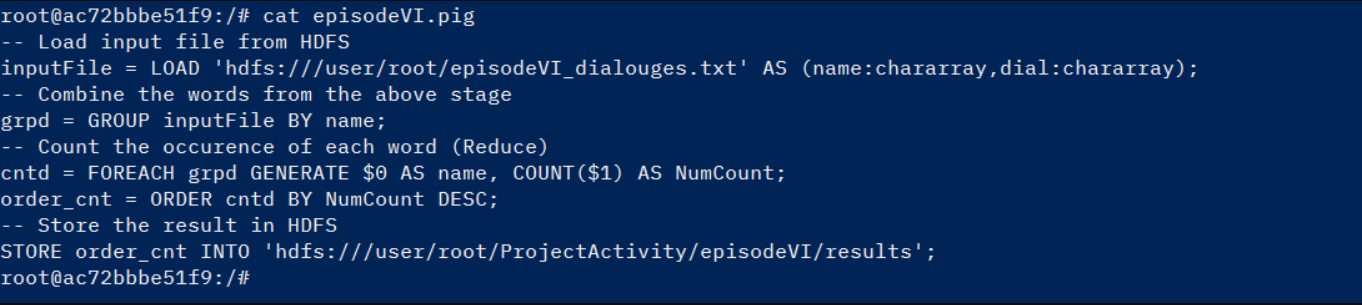 root@ac72bbbe51f9:/# cat episodeVI.pig
-- Load input file from HDFS
inputFile = LOAD 'hdfs:///user/root/episodeVI_dialouges.txt' AS (name:chararray,dial:chararray);
-- Combine the words from the above stage
grpd = GROUP inputFile BY name;
-- Count the occurence of each word (Reduce)
cntd = FOREACH grpd GENERATE $0 AS name, COUNT($1) AS NumCount;
order_cnt = ORDER cntd BY NumCount DESC;
-- Store the result in HDFS
STORE order_cnt INTO 'hdfs:///user/root/ProjectActivity/episodeVI/results';
root@ac72bbbe51f9:/#